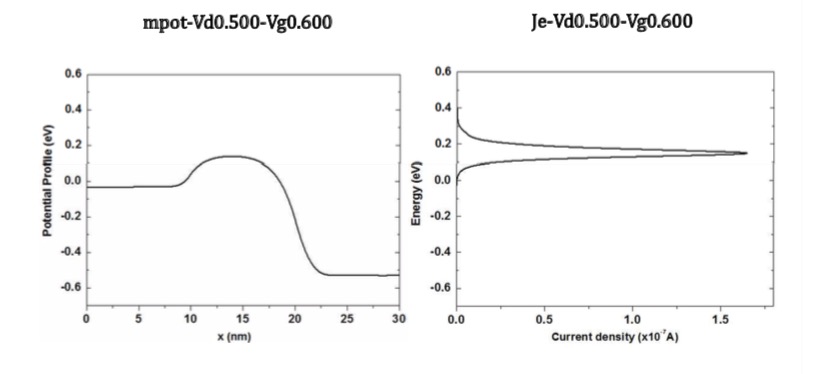 mpot-Vd0.500-Vg0.600
Je-Vd0.500-Vg0.600
Potential Profile (eV)
0.6
0.4
0.2
0.0
-0.2
-0.4
-0.6
0 5 10 15 20 25 30
x (nm)
Energy (eV)
0.6
0.4
0.2
0.0
-0.2
-0.4
-0.6
0.0 0.5 1.0 1.5
Current density (x10⁻⁷A)